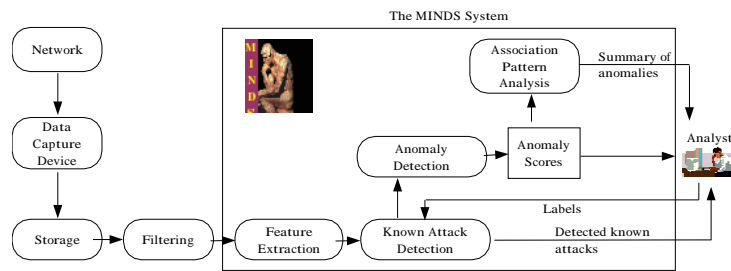 The MINDS System
Network
Data
Capture
Device
Storage
Filtering
M
I
N
D
Feature
Extraction
Known Attack
Detection
Anomaly
Detection
Anomaly
Scores
Association
Pattern
Analysis
Summary of
anomalies
Analyst
Labels
Detected known
attacks